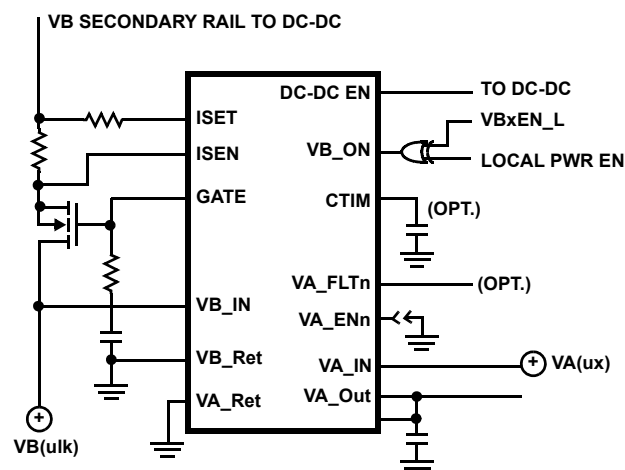 VB SECONDARY RAIL TO DC-DC
DC-DC EN
TO DC-DC
ISET
VBxEN_L
ISEN
VB_ON
LOCAL PWR EN
GATE
CTIM
(OPT.)
VA_FLTn
(OPT.)
VB_IN
VA_ENn
VB_Ret
VA_IN
+ VA(ux)
VA_Ret
VA_Out
+
VB(ulk)